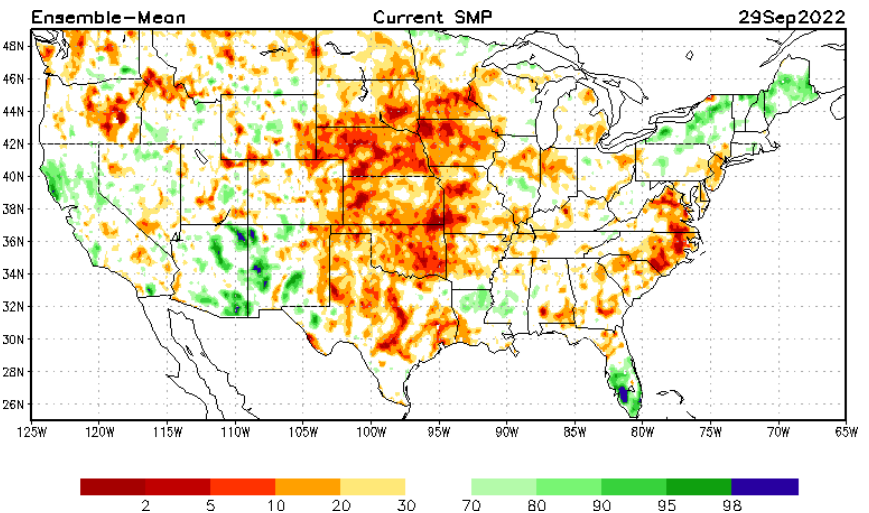 Ensemble-Mean Current SMP 29Sep2022
48N
46N
44N
42N
40N
38N
36N
34N
32N
30N
28N
26N
125W 120W 115W 110W 105W 100W 95W 90W 85W 80W 75W 70W 65W
2 5 10 20 30 70 80 90 95 98